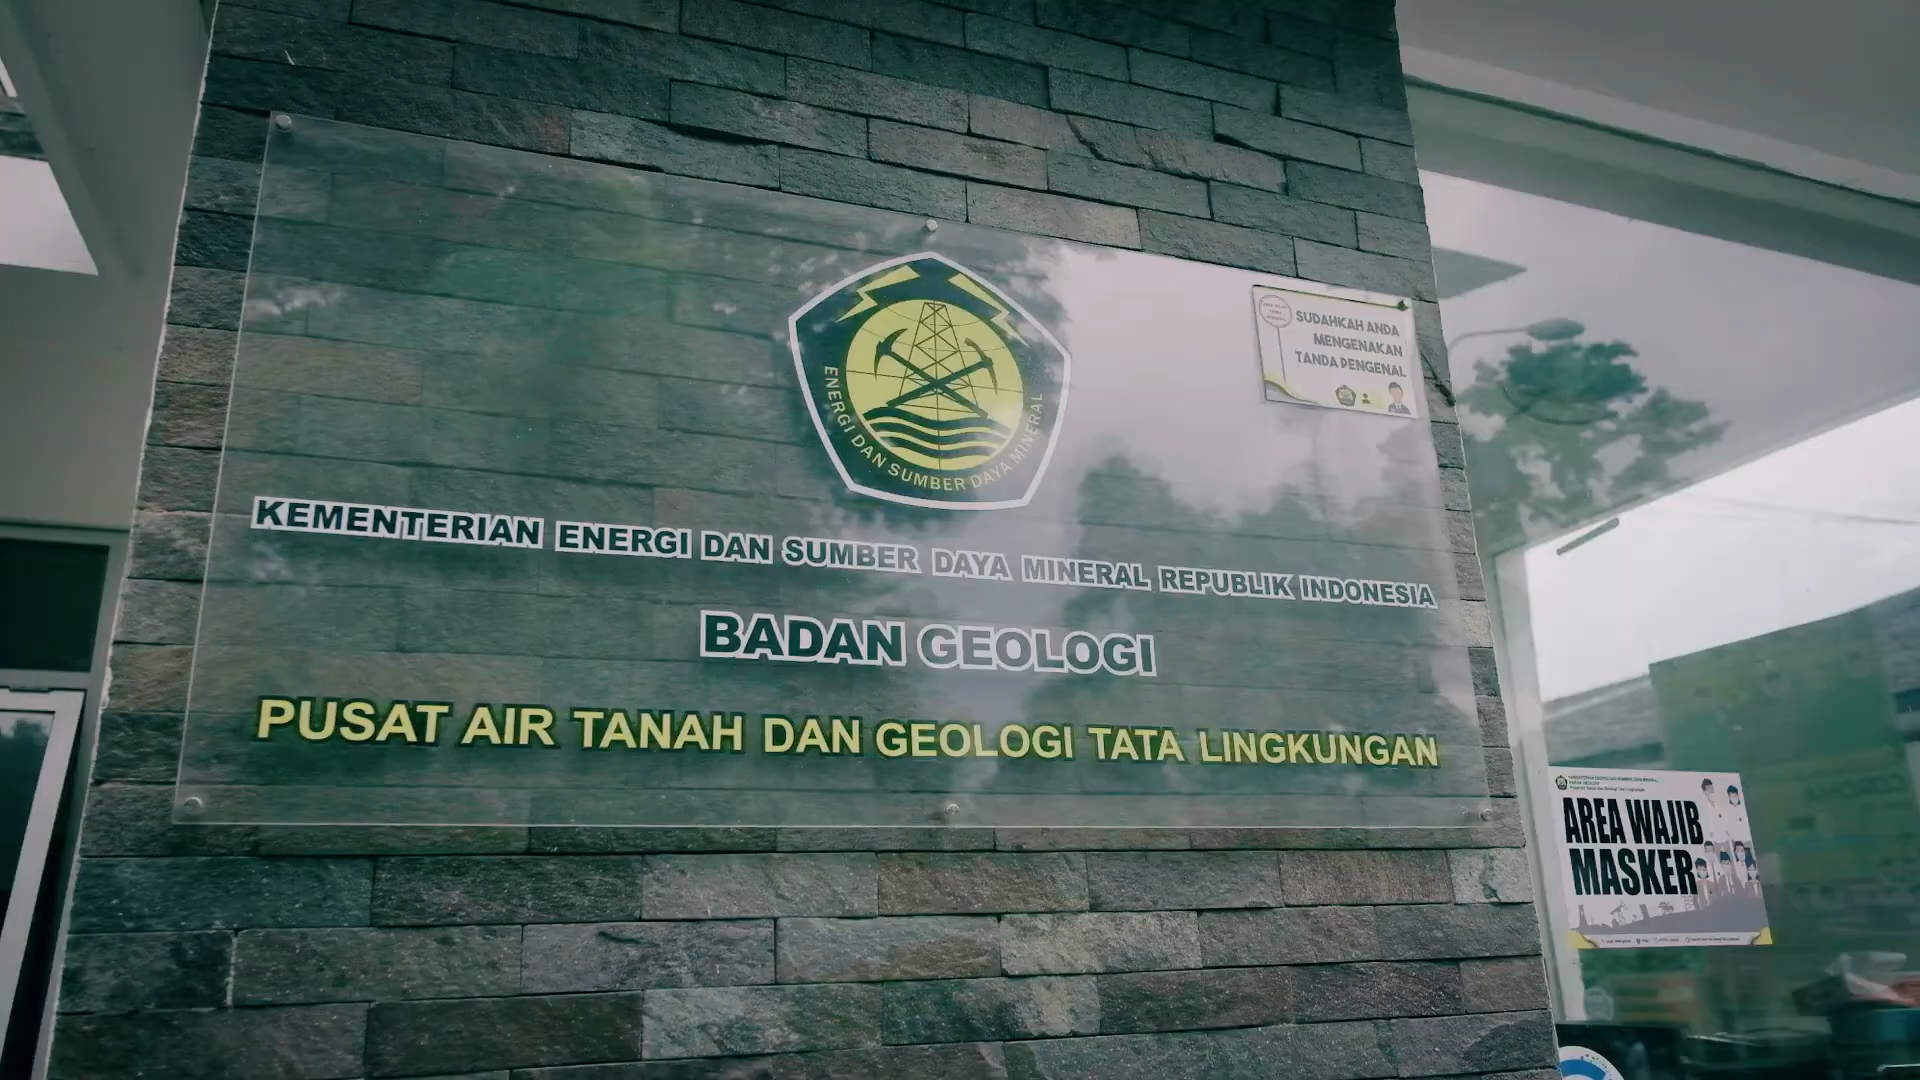 ENERGI DAN SUMBER DAYA MINERAL
SUDAHKAH ANDA
MENGENAKAN
TANDA PENGENAL
KEMENTERIAN ENERGI DAN SUMBER DAYA MINERAL REPUBLIK INDONESIA
BADAN GEOLOGI
PUSAT AIR TANAH DAN GEOLOGI TATA LINGKUNGAN
AREA WAJIB
MASKER